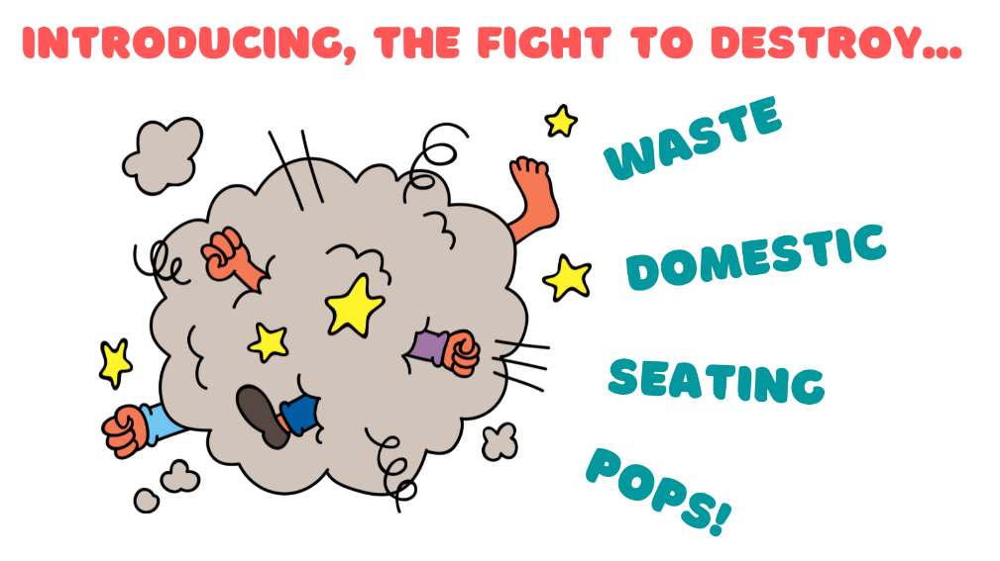 INTRODUCING, THE FIGHT TO DESTROY...
WASTE
DOMESTIC
SEATING
POPS!